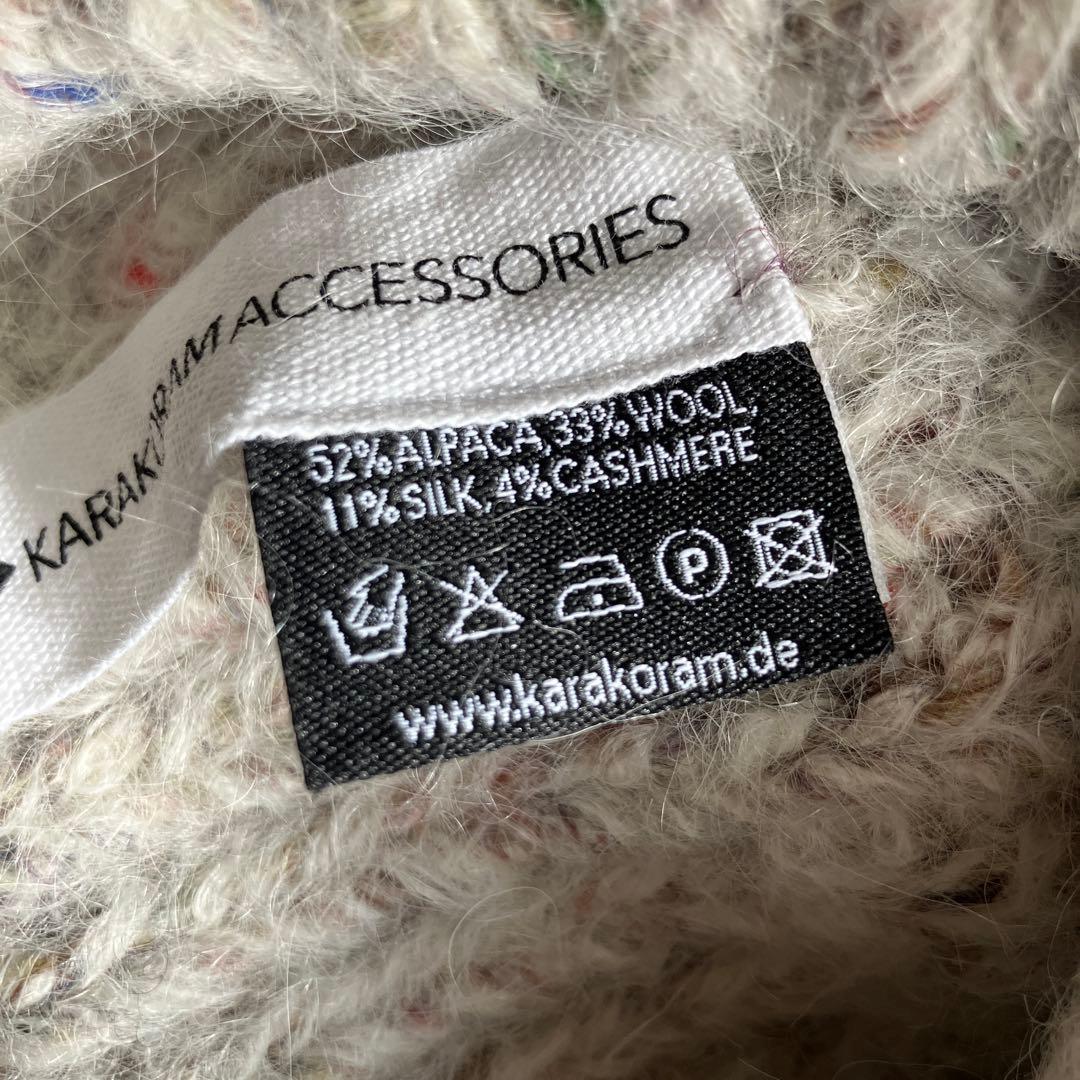 KARAKORAM ACCESSORIES
52% ALPACA, 33% WOOL,
11% SILK, 4% CASHMERE
P
www.karakoram.de